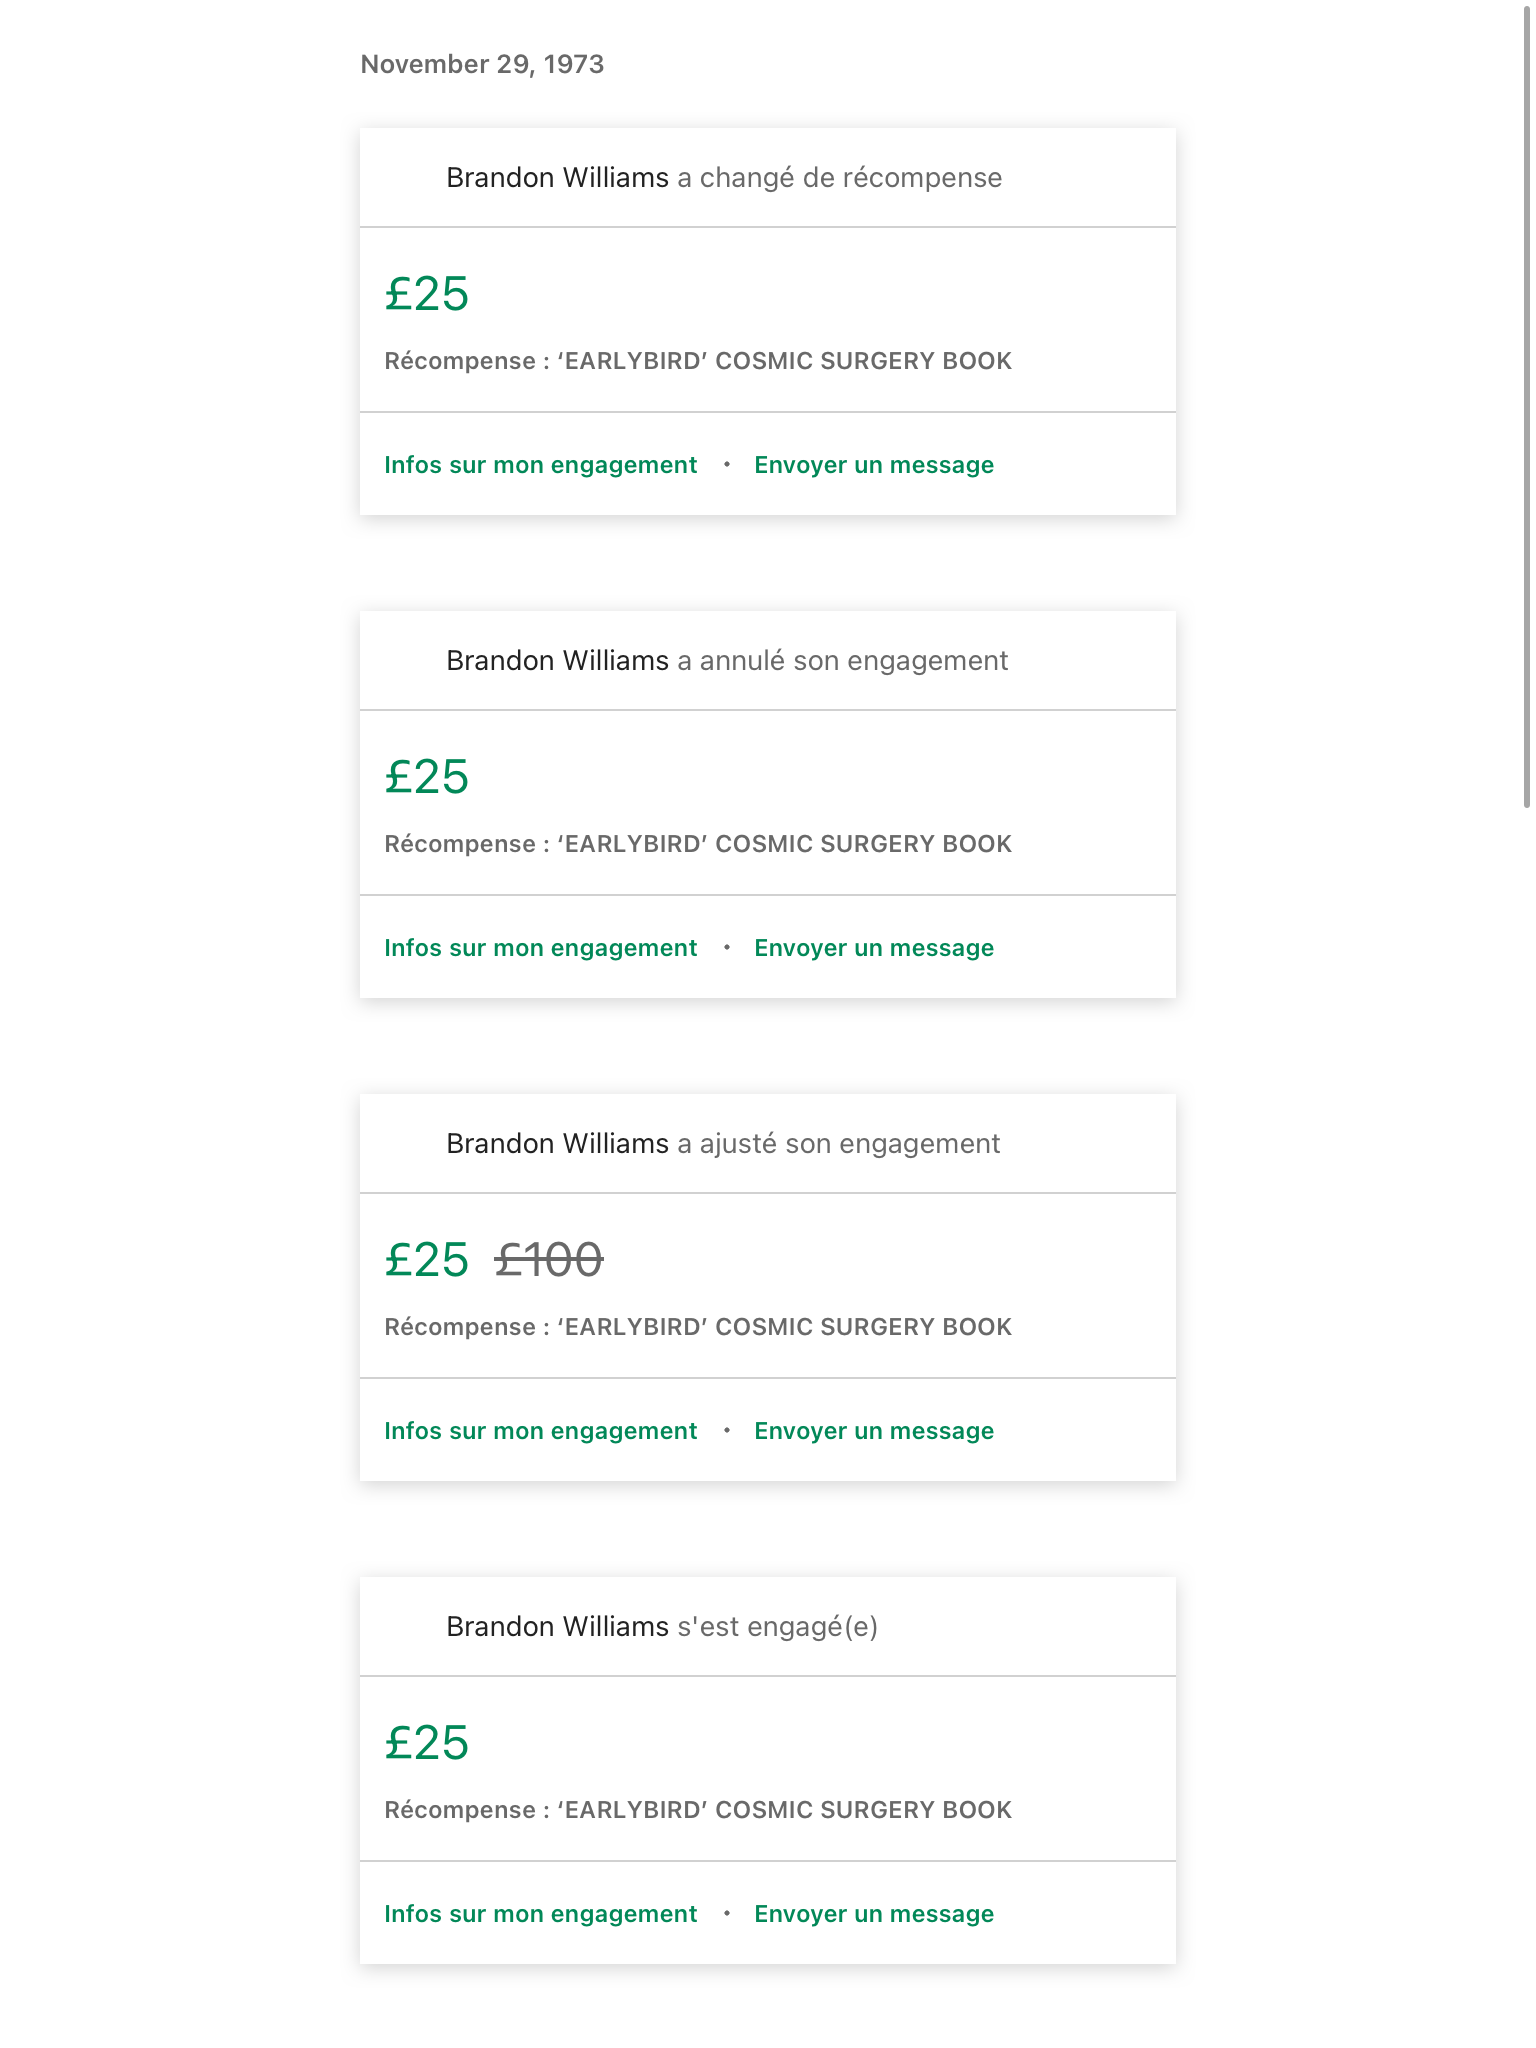 November 29, 1973
Brandon Williams a changé de récompense
£25
Récompense : ‘EARLYBIRD’ COSMIC SURGERY BOOK
Infos sur mon engagement • Envoyer un message
Brandon Williams a annulé son engagement
£25
Récompense : ‘EARLYBIRD’ COSMIC SURGERY BOOK
Infos sur mon engagement • Envoyer un message
Brandon Williams a ajusté son engagement
£25 £100
Récompense : ‘EARLYBIRD’ COSMIC SURGERY BOOK
Infos sur mon engagement • Envoyer un message
Brandon Williams s'est engagé(e)
£25
Récompense : ‘EARLYBIRD’ COSMIC SURGERY BOOK
Infos sur mon engagement • Envoyer un message